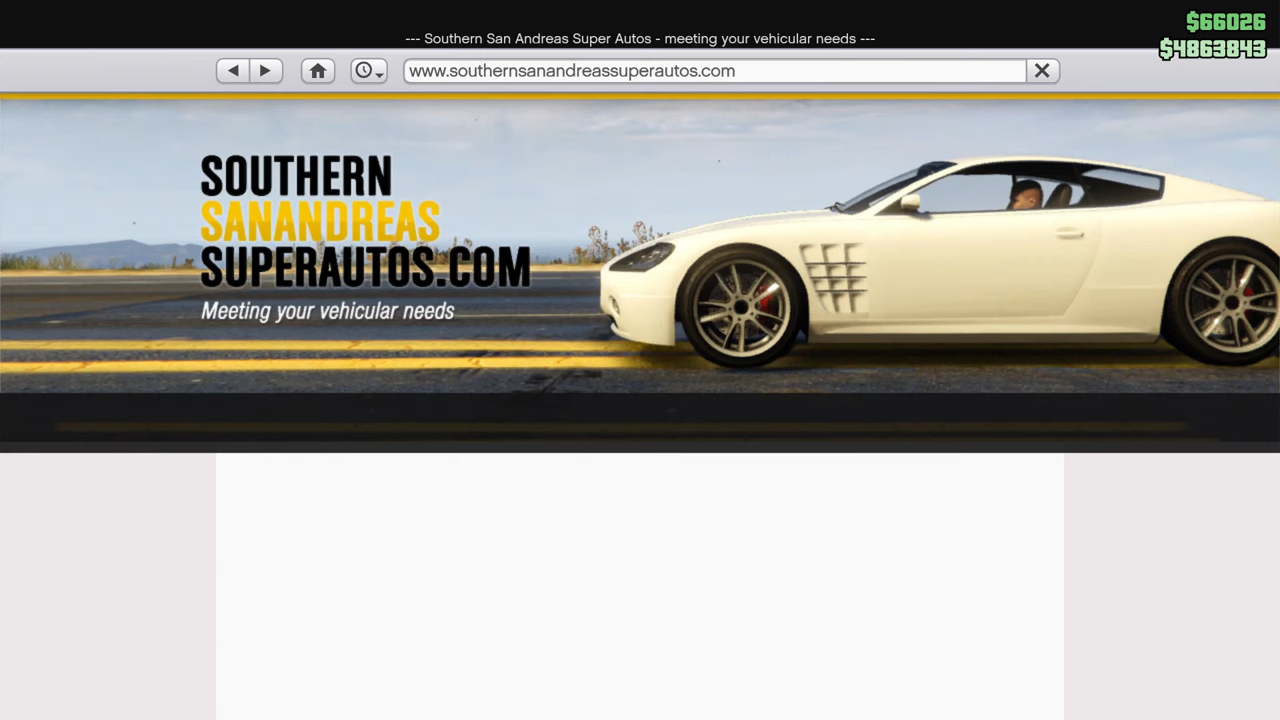 $66026
--- Southern San Andreas Super Autos - meeting your vehicular needs ---
$4863843
www.southernsanandreassuperautos.com
SOUTHERN
SANANDREAS
SUPERAUTOS.COM
Meeting your vehicular needs